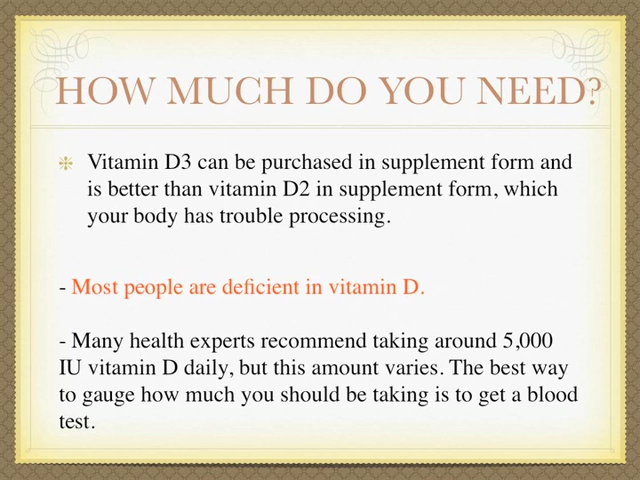 HOW MUCH DO YOU NEED?
Vitamin D3 can be purchased in supplement form and
is better than vitamin D2 in supplement form, which
your body has trouble processing.
- Most people are deficient in vitamin D.
- Many health experts recommend taking around 5,000
IU vitamin D daily, but this amount varies. The best way
to gauge how much you should be taking is to get a blood
test.